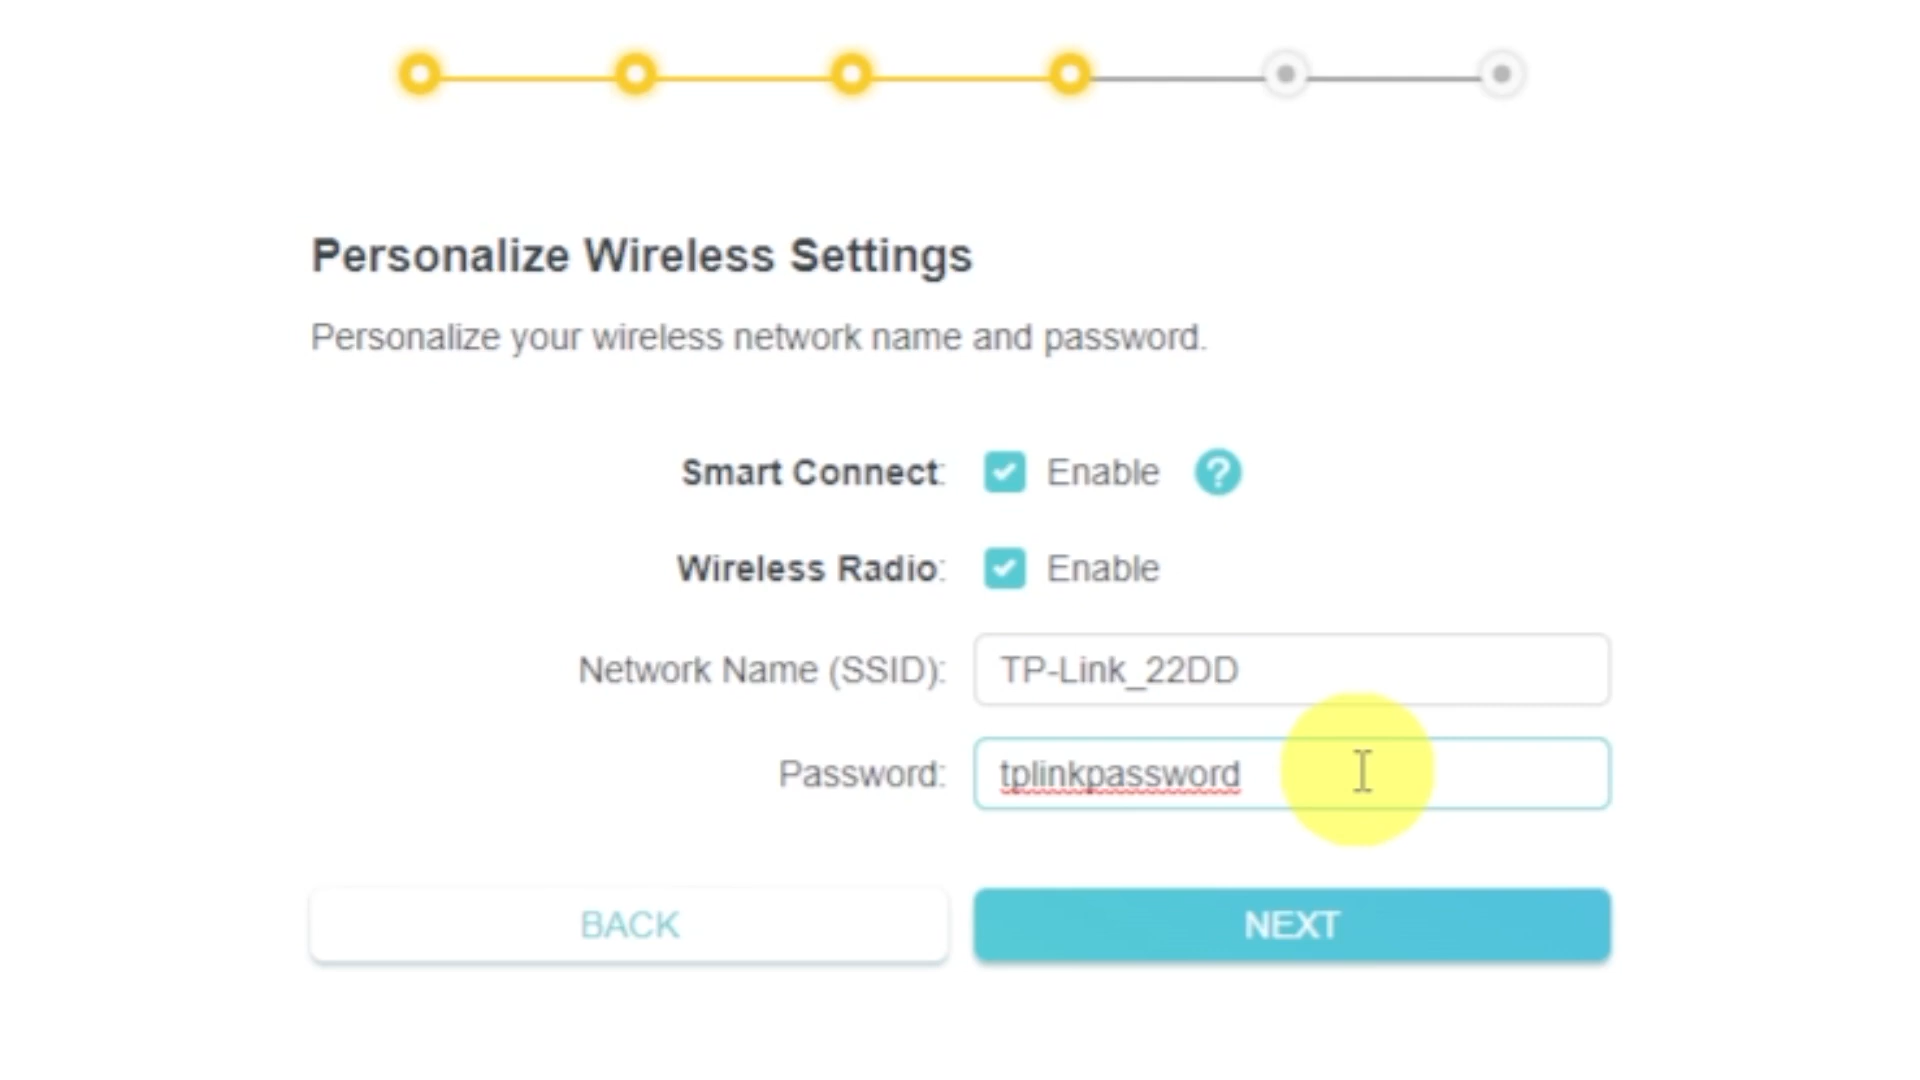 Personalize Wireless Settings
Personalize your wireless network name and password.
Smart Connect: Enable ?
Wireless Radio: Enable
Network Name (SSID): TP-Link_22DD
Password: tplinkpassword
BACK NEXT